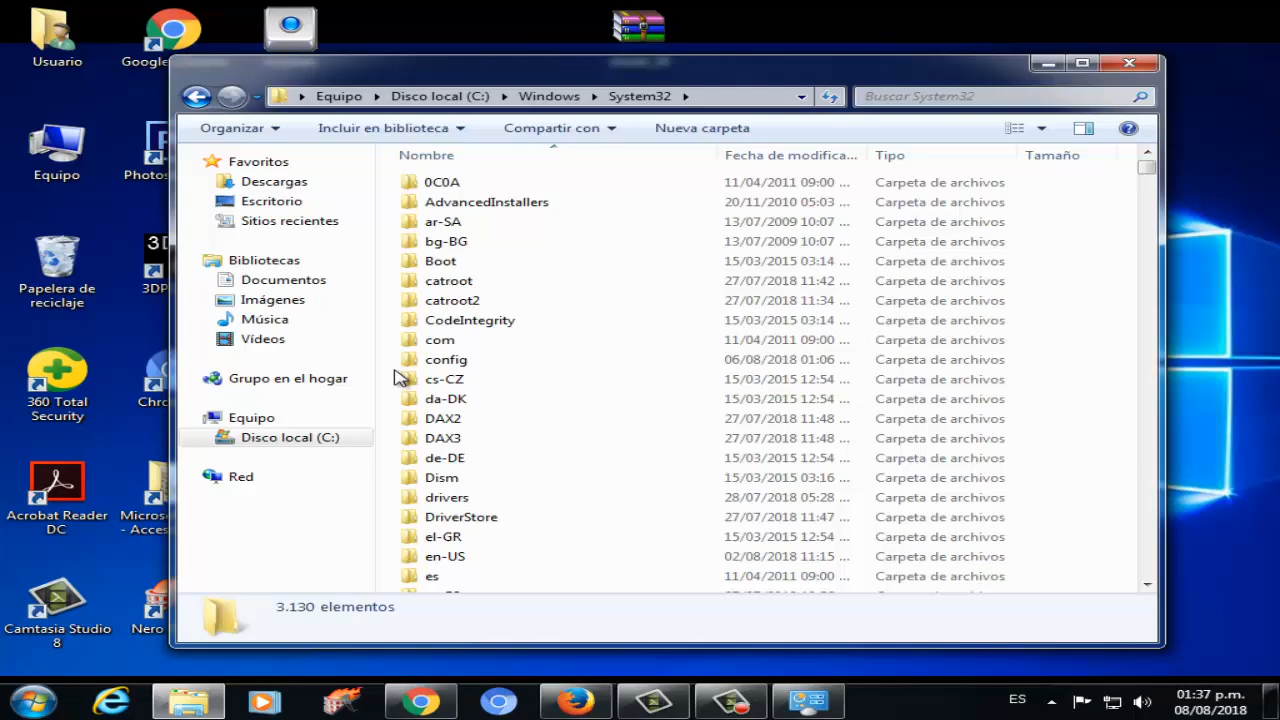 Usuario
Google
Equipo
Photos
Papelera de
reciclaje
3D
3DP
360 Total
Security
Chro
Acrobat Reader
DC
Micros
- Acces
Camtasia Studio
8
Nero
Equipo
Disco local (C:)
Windows
System32
Buscar System32
Organizar
Incluir en biblioteca
Compartir con
Nueva carpeta
Favoritos
Descargas
Escritorio
Sitios recientes
Bibliotecas
Documentos
Imágenes
Música
Vídeos
Grupo en el hogar
Equipo
Disco local (C:)
Red
Nombre Fecha de modifica... Tipo Tamaño
0C0A 11/04/2011 09:00 ... Carpeta de archivos
AdvancedInstallers 20/11/2010 05:03 ... Carpeta de archivos
ar-SA 13/07/2009 10:07 ... Carpeta de archivos
bg-BG 13/07/2009 10:07 ... Carpeta de archivos
Boot 15/03/2015 03:14 ... Carpeta de archivos
catroot 27/07/2018 11:42 ... Carpeta de archivos
catroot2 27/07/2018 11:34 ... Carpeta de archivos
CodeIntegrity 15/03/2015 03:14 ... Carpeta de archivos
com 11/04/2011 09:00 ... Carpeta de archivos
config 06/08/2018 01:06 ... Carpeta de archivos
cs-CZ 15/03/2015 12:54 ... Carpeta de archivos
da-DK 15/03/2015 12:54 ... Carpeta de archivos
DAX2 27/07/2018 11:48 ... Carpeta de archivos
DAX3 27/07/2018 11:48 ... Carpeta de archivos
de-DE 15/03/2015 12:54 ... Carpeta de archivos
Dism 15/03/2015 03:16 ... Carpeta de archivos
drivers 28/07/2018 05:28 ... Carpeta de archivos
DriverStore 27/07/2018 11:47 ... Carpeta de archivos
el-GR 15/03/2015 12:54 ... Carpeta de archivos
en-US 02/08/2018 11:15 ... Carpeta de archivos
es 11/04/2011 09:00 ... Carpeta de archivos
3.130 elementos
ES
01:37 p.m.
08/08/2018